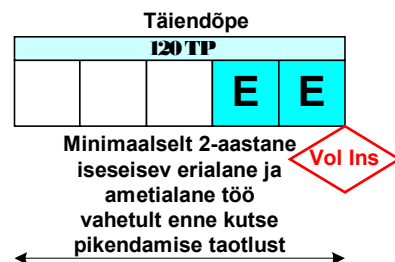 Täiendõpe
120 TP
E E
Minimaalselt 2-aastane
iseseisev erialane ja
ametialane töö
vahetult enne kutse
pikendamise taotlust
Vol Ins